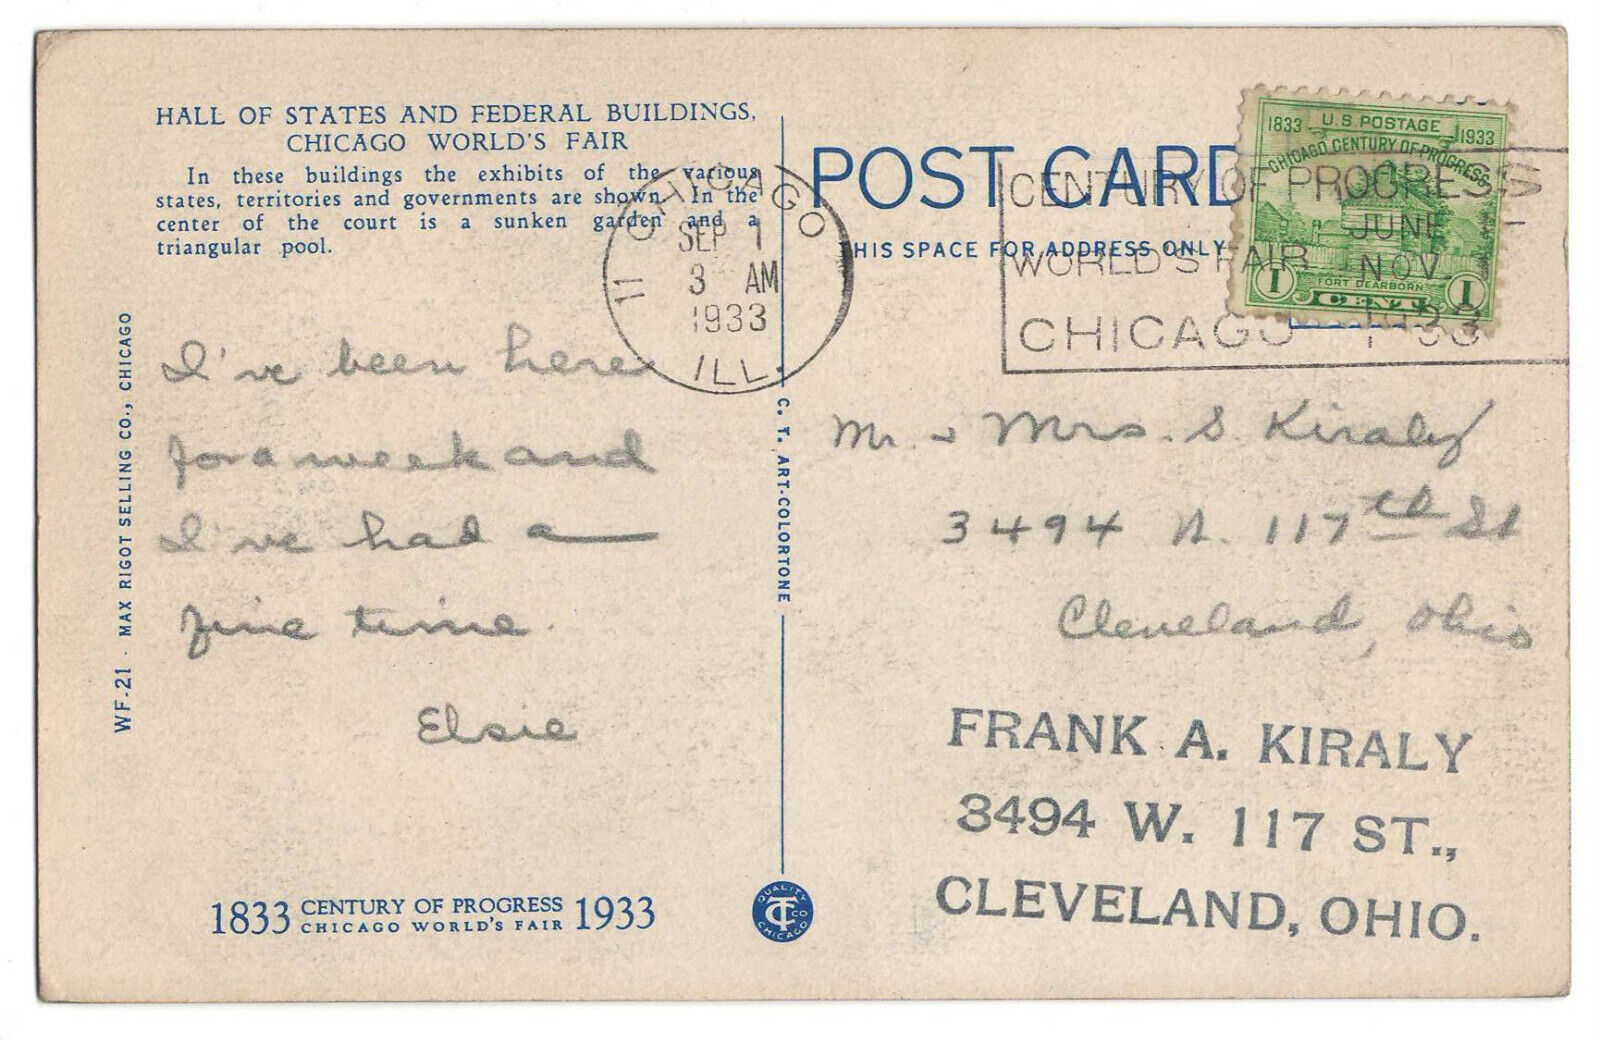 HALL OF STATES AND FEDERAL BUILDINGS,
CHICAGO WORLD'S FAIR
In these buildings the exhibits of the various
states, territories and governments are shown. In the
center of the court is a sunken garden and a
triangular pool.
WF-21 · MAX RIGOT SELLING CO., CHICAGO
I've been here
for a week and
I've had a
fine time.
Elsie
1833 CENTURY OF PROGRESS 1933
CHICAGO WORLD'S FAIR
C. T. ART-COLORTONE
QUALITY
CT CO
CHICAGO
CHICAGO
11
SEP 1
3 AM
1933
ILL.
POST CARD
THIS SPACE FOR ADDRESS ONLY
CENTURY OF PROGRESS
JUNE
WORLD'S FAIR NOV
CHICAGO 1933
1833 U.S. POSTAGE 1933
CHICAGO CENTURY OF PROGRESS
FORT DEARBORN
1 CENT 1
Mr. & Mrs. S. Kiraly
3494 W. 117th St
Cleveland, Ohio
FRANK A. KIRALY
3494 W. 117 ST.,
CLEVELAND, OHIO.